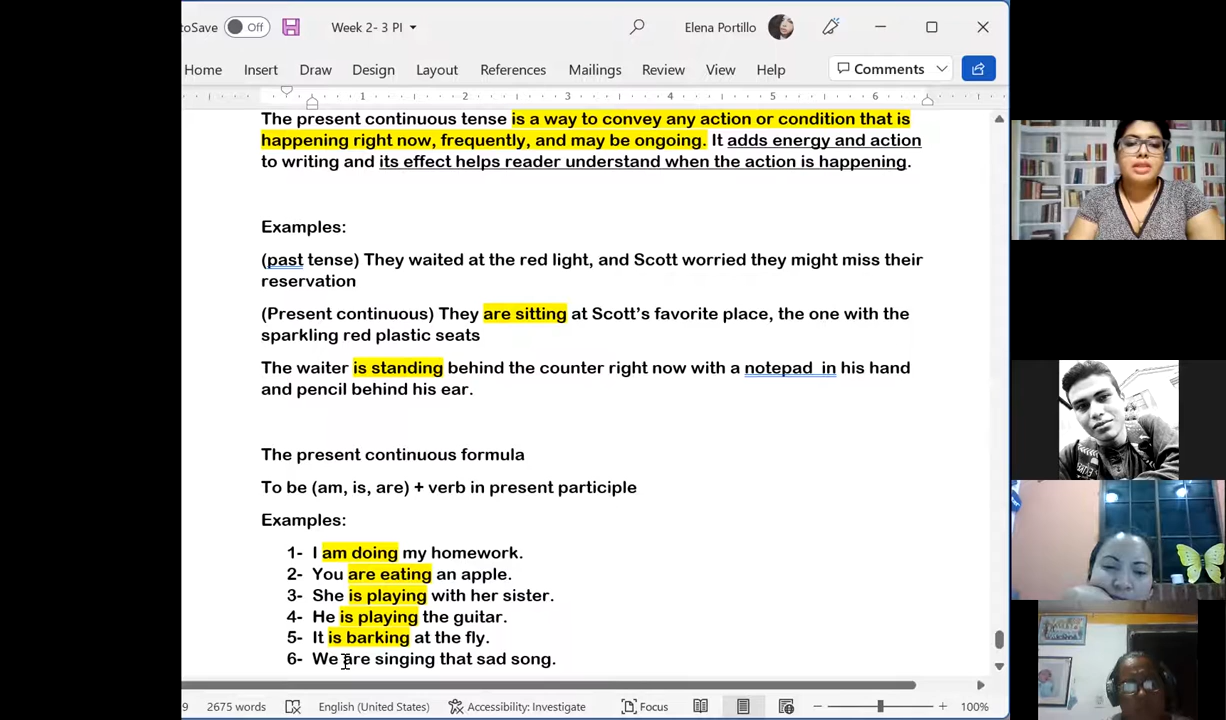 oSave Off Week 2- 3 PI Elena Portillo
Home Insert Draw Design Layout References Mailings Review View Help Comments
1 2 3 4 5 6
The present continuous tense is a way to convey any action or condition that is
happening right now, frequently, and may be ongoing. It adds energy and action
to writing and its effect helps reader understand when the action is happening.
Examples:
(past tense) They waited at the red light, and Scott worried they might miss their
reservation
(Present continuous) They are sitting at Scott's favorite place, the one with the
sparkling red plastic seats
The waiter is standing behind the counter right now with a notepad in his hand
and pencil behind his ear.
The present continuous formula
To be (am, is, are) + verb in present participle
Examples:
1- I am doing my homework.
2- You are eating an apple.
3- She is playing with her sister.
4- He is playing the guitar.
5- It is barking at the fly.
6- We are singing that sad song.
9 2675 words English (United States) Accessibility: Investigate Focus 100%